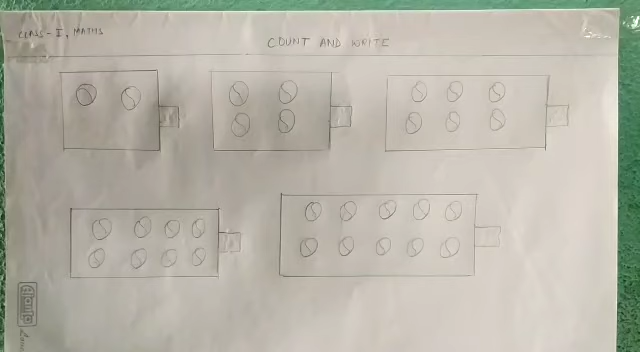 CLASS - I, MATHS
COUNT AND WRITE